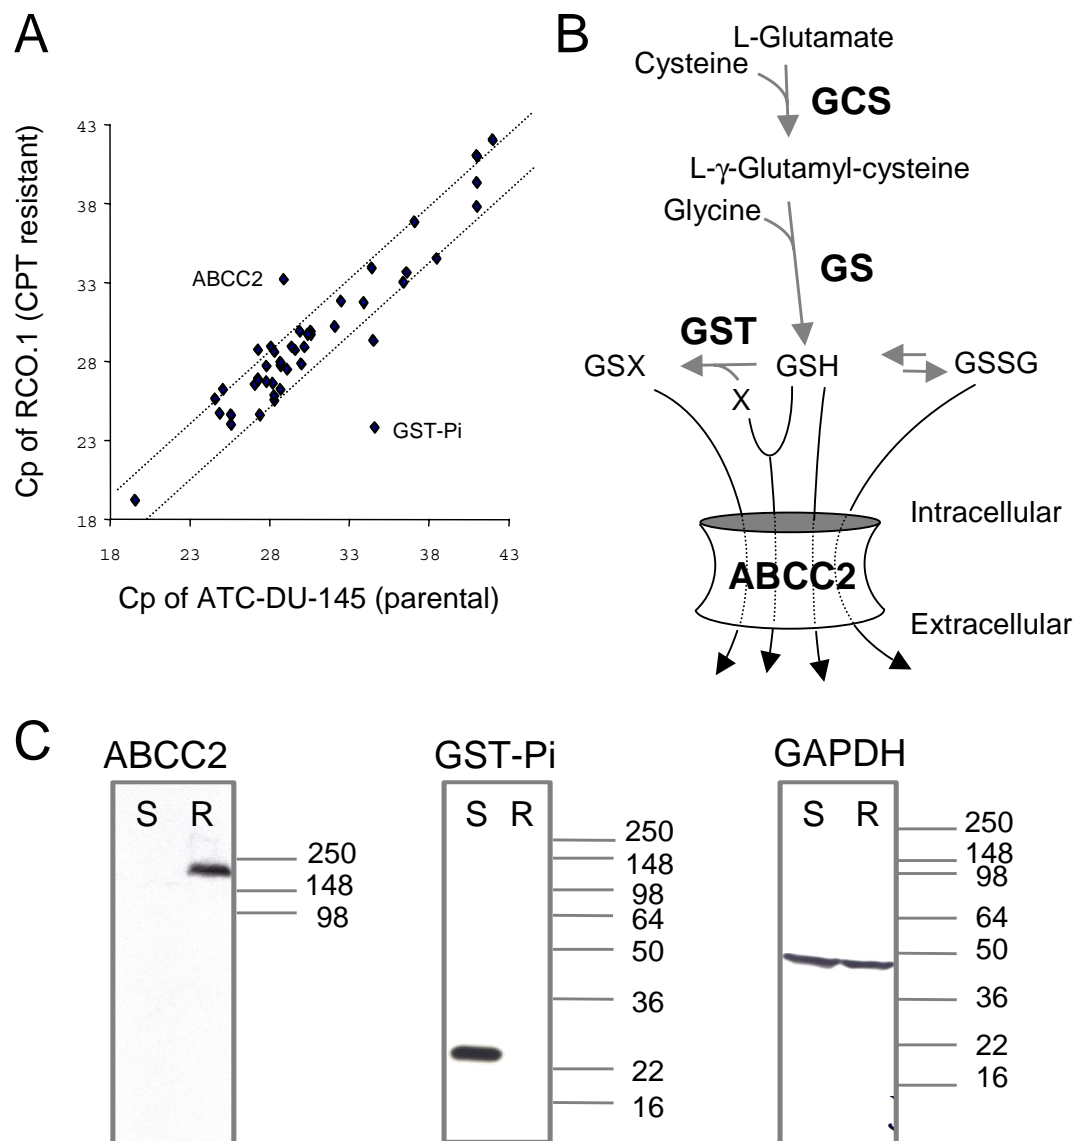 A
Cp of RCO.1 (CPT resistant)
43
38
33
28
23
18
ABCC2
GST-Pi
18 23 28 33 38 43
Cp of ATC-DU-145 (parental)
B
L-Glutamate
Cysteine
GCS
L-γ-Glutamyl-cysteine
Glycine
GS
GST
GSX
GSH
GSSG
X
Intracellular
ABCC2
Extracellular
C
ABCC2
S R
250
148
98
GST-Pi
S R
250
148
98
64
50
36
22
16
GAPDH
S R
250
148
98
64
50
36
22
16